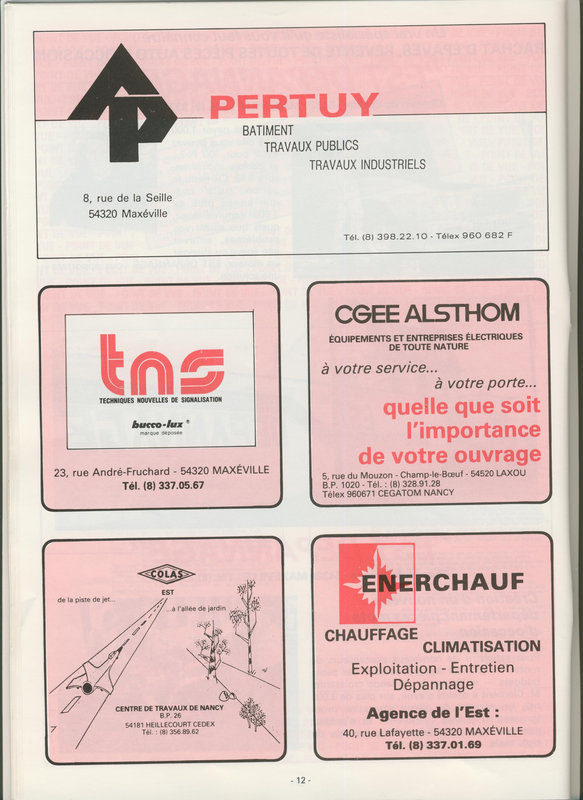 PERTUY
BATIMENT
TRAVAUX PUBLICS
TRAVAUX INDUSTRIELS
8, rue de la Seille
54320 Maxéville
Tél. (8) 398.22.10 - Télex 960 682 F
tns
TECHNIQUES NOUVELLES DE SIGNALISATION
bucco-lux ®
marque déposée
23, rue André-Fruchard - 54320 MAXÉVILLE
Tél. (8) 337.05.67
CGEE ALSTHOM
ÉQUIPEMENTS ET ENTREPRISES ÉLECTRIQUES
DE TOUTE NATURE
à votre service...
à votre porte...
quelle que soit
l'importance
de votre ouvrage
5, rue du Mouzon - Champ-le-Bœuf - 54520 LAXOU
B.P. 1020 - Tél. : (8) 328.91.28
Télex 960671 CEGATOM NANCY
COLAS
EST
de la piste de jet...
...à l'allée de jardin
CENTRE DE TRAVAUX DE NANCY
B.P. 26
54181 HEILLECOURT CEDEX
Tél. : (8) 356.89.62
ENERCHAUF
CHAUFFAGE
CLIMATISATION
Exploitation - Entretien
Dépannage
Agence de l'Est :
40, rue Lafayette - 54320 MAXÉVILLE
Tél. (8) 337.01.69
- 12 -